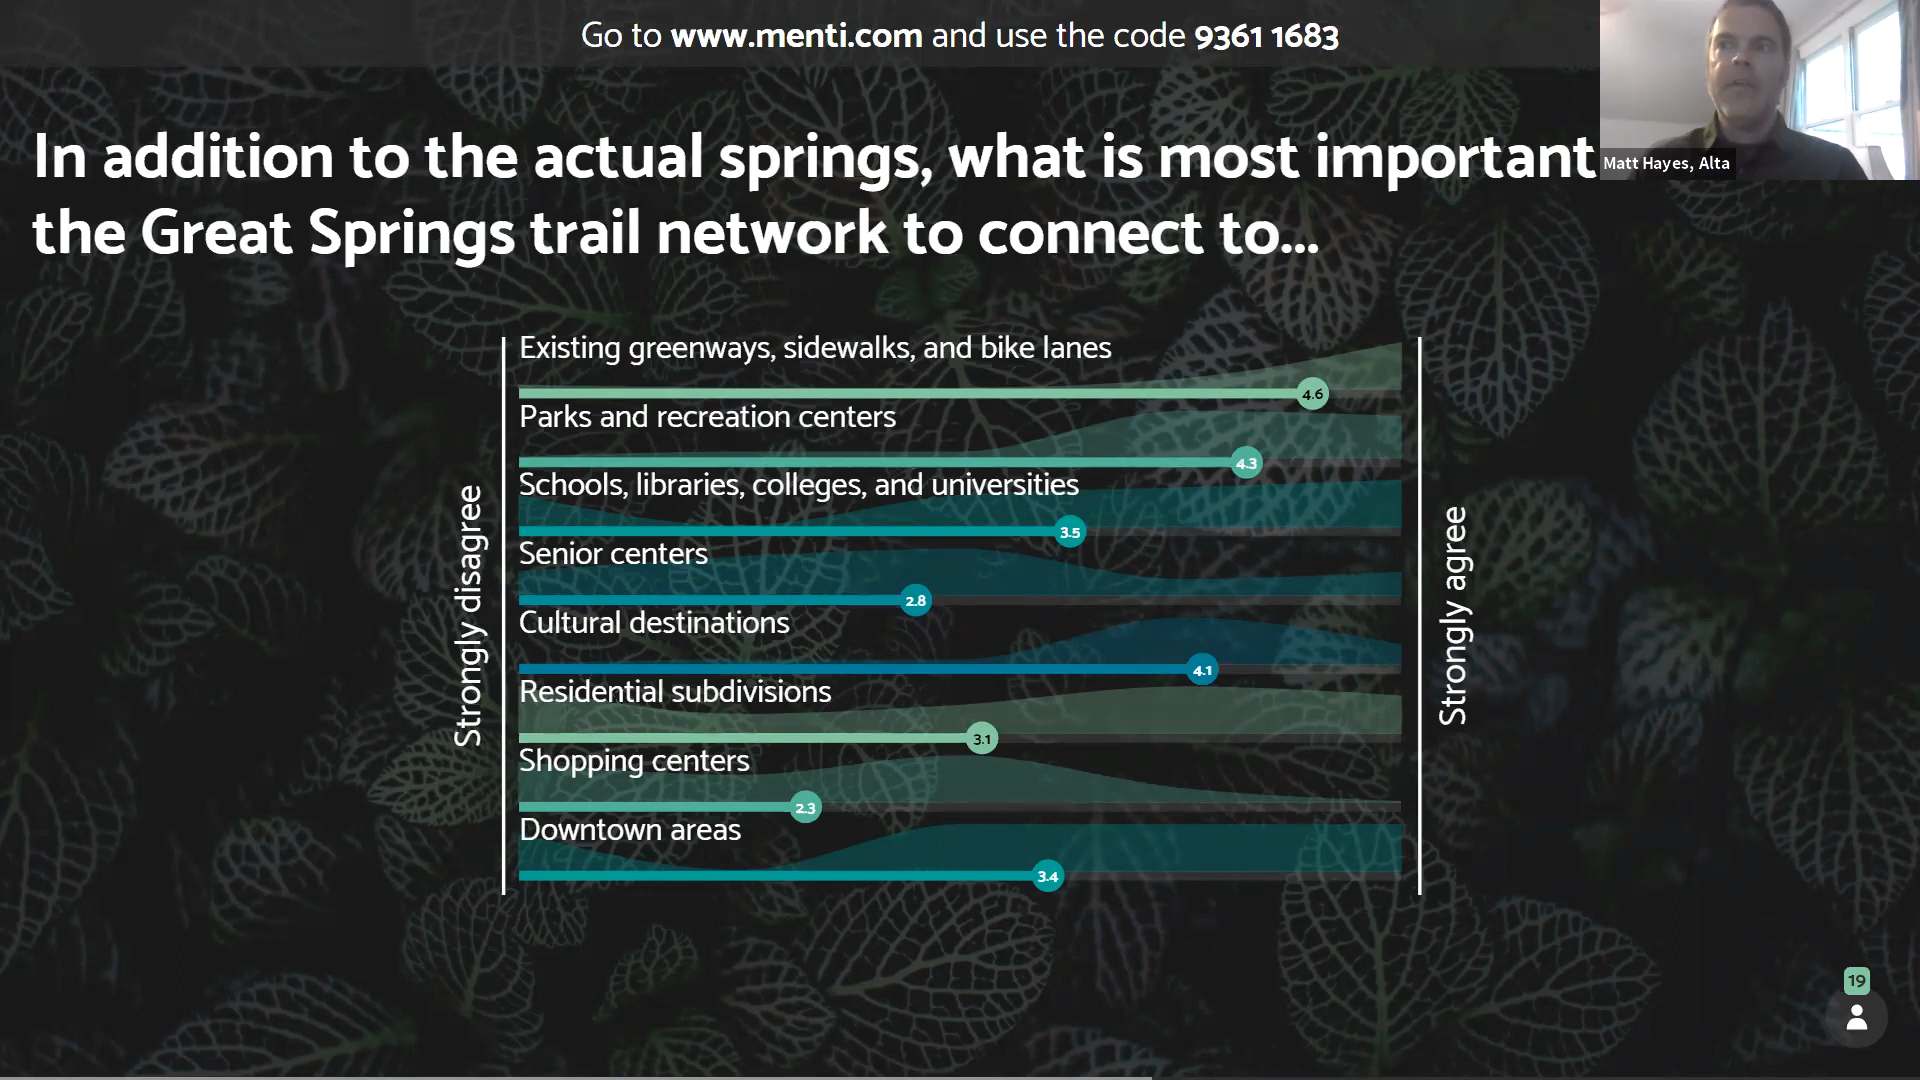 Go to www.menti.com and use the code 9361 1683
In addition to the actual springs, what is most important
the Great Springs trail network to connect to...
Matt Hayes, Alta
Strongly disagree
Existing greenways, sidewalks, and bike lanes
4.6
Parks and recreation centers
4.3
Schools, libraries, colleges, and universities
3.5
Senior centers
2.8
Cultural destinations
4.1
Residential subdivisions
3.1
Shopping centers
2.3
Downtown areas
3.4
Strongly agree
19